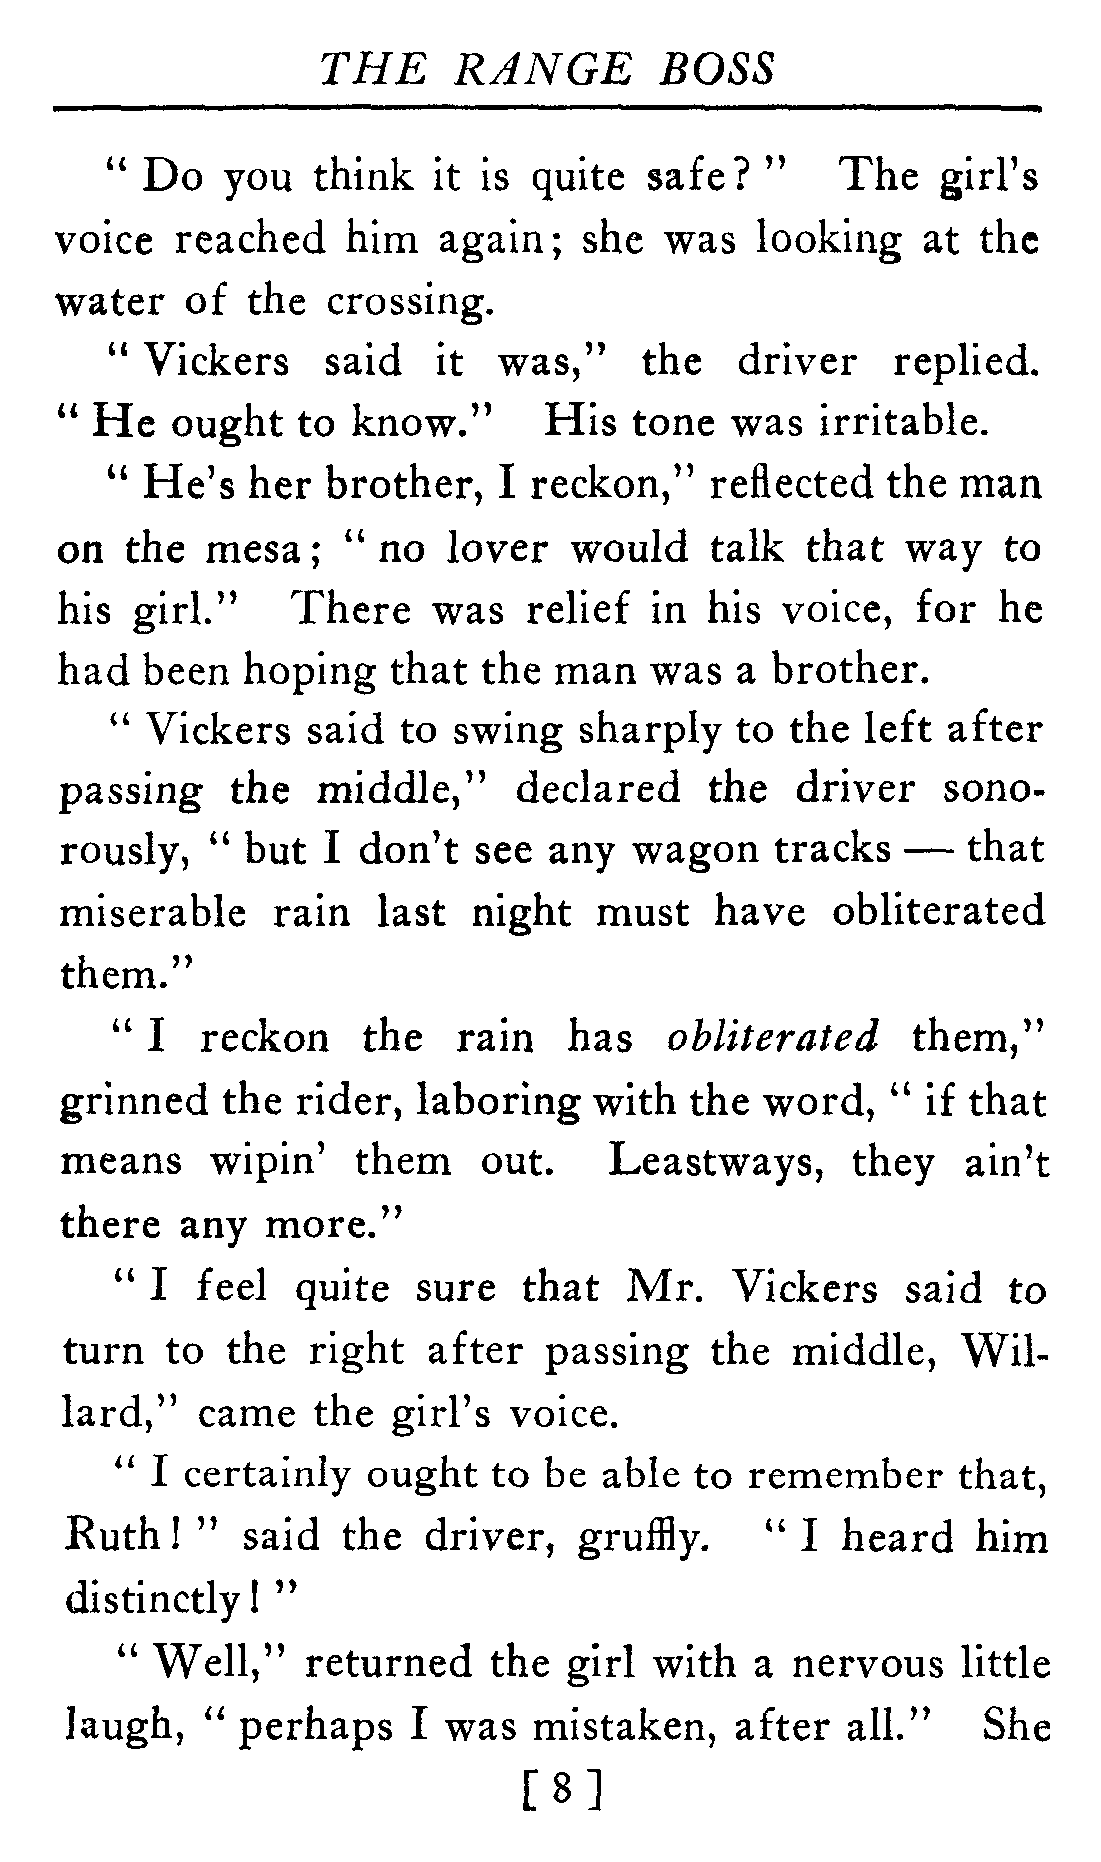 THE RANGE BOSS
“ Do you think it is quite safe? ” The girl’s
voice reached him again; she was looking at the
water of the crossing.
“ Vickers said it was,” the driver replied.
“ He ought to know.” His tone was irritable.
“ He’s her brother, I reckon,” reflected the man
on the mesa; “ no lover would talk that way to
his girl.” There was relief in his voice, for he
had been hoping that the man was a brother.
“ Vickers said to swing sharply to the left after
passing the middle,” declared the driver sono-
rously, “ but I don’t see any wagon tracks — that
miserable rain last night must have obliterated
them.”
“ I reckon the rain has obliterated them,”
grinned the rider, laboring with the word, “ if that
means wipin’ them out. Leastways, they ain’t
there any more.”
“ I feel quite sure that Mr. Vickers said to
turn to the right after passing the middle, Wil-
lard,” came the girl’s voice.
“ I certainly ought to be able to remember that,
Ruth! ” said the driver, gruffly. “ I heard him
distinctly! ”
“ Well,” returned the girl with a nervous little
laugh, “ perhaps I was mistaken, after all.” She
[ 8 ]